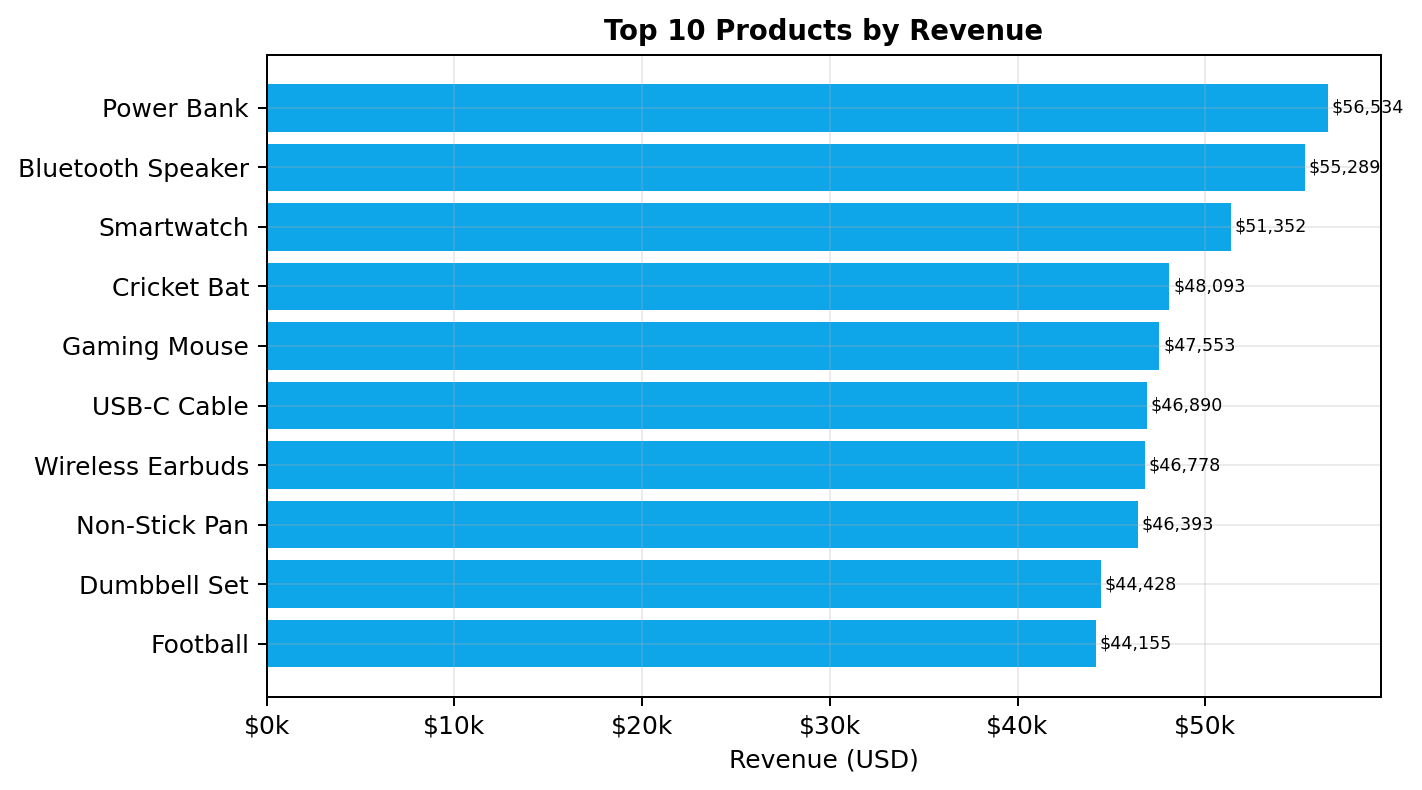 Top 10 Products by Revenue
Power Bank $56,534
Bluetooth Speaker $55,289
Smartwatch $51,352
Cricket Bat $48,093
Gaming Mouse $47,553
USB-C Cable $46,890
Wireless Earbuds $46,778
Non-Stick Pan $46,393
Dumbbell Set $44,428
Football $44,155
$0k $10k $20k $30k $40k $50k
Revenue (USD)